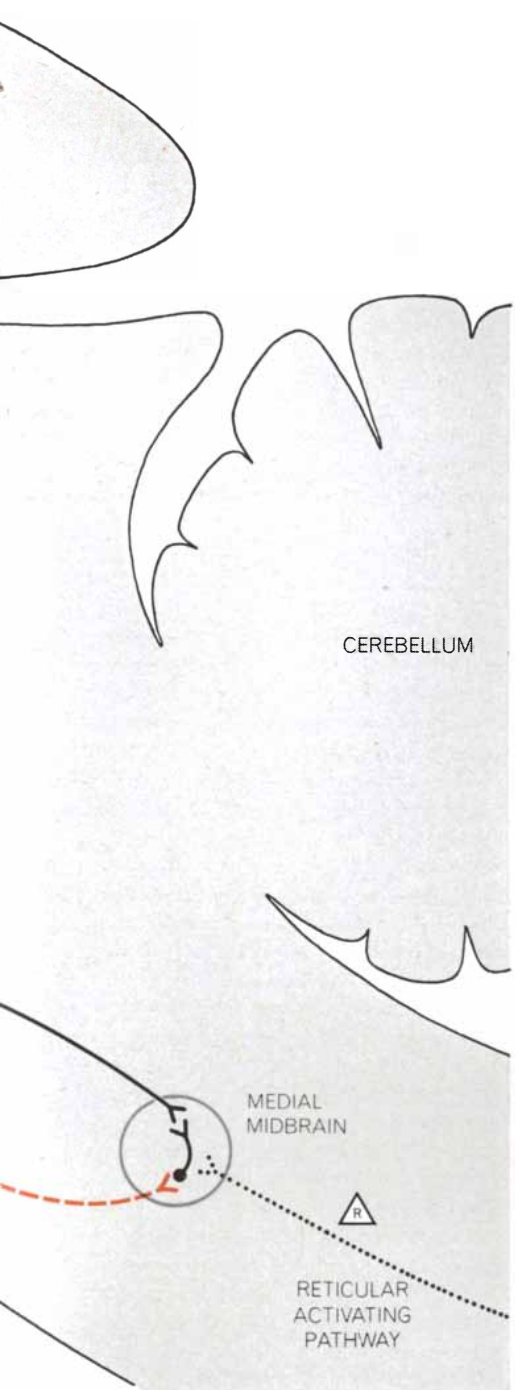 CEREBELLUM
MEDIAL
MIDBRAIN
R
RETICULAR
ACTIVATING
PATHWAY